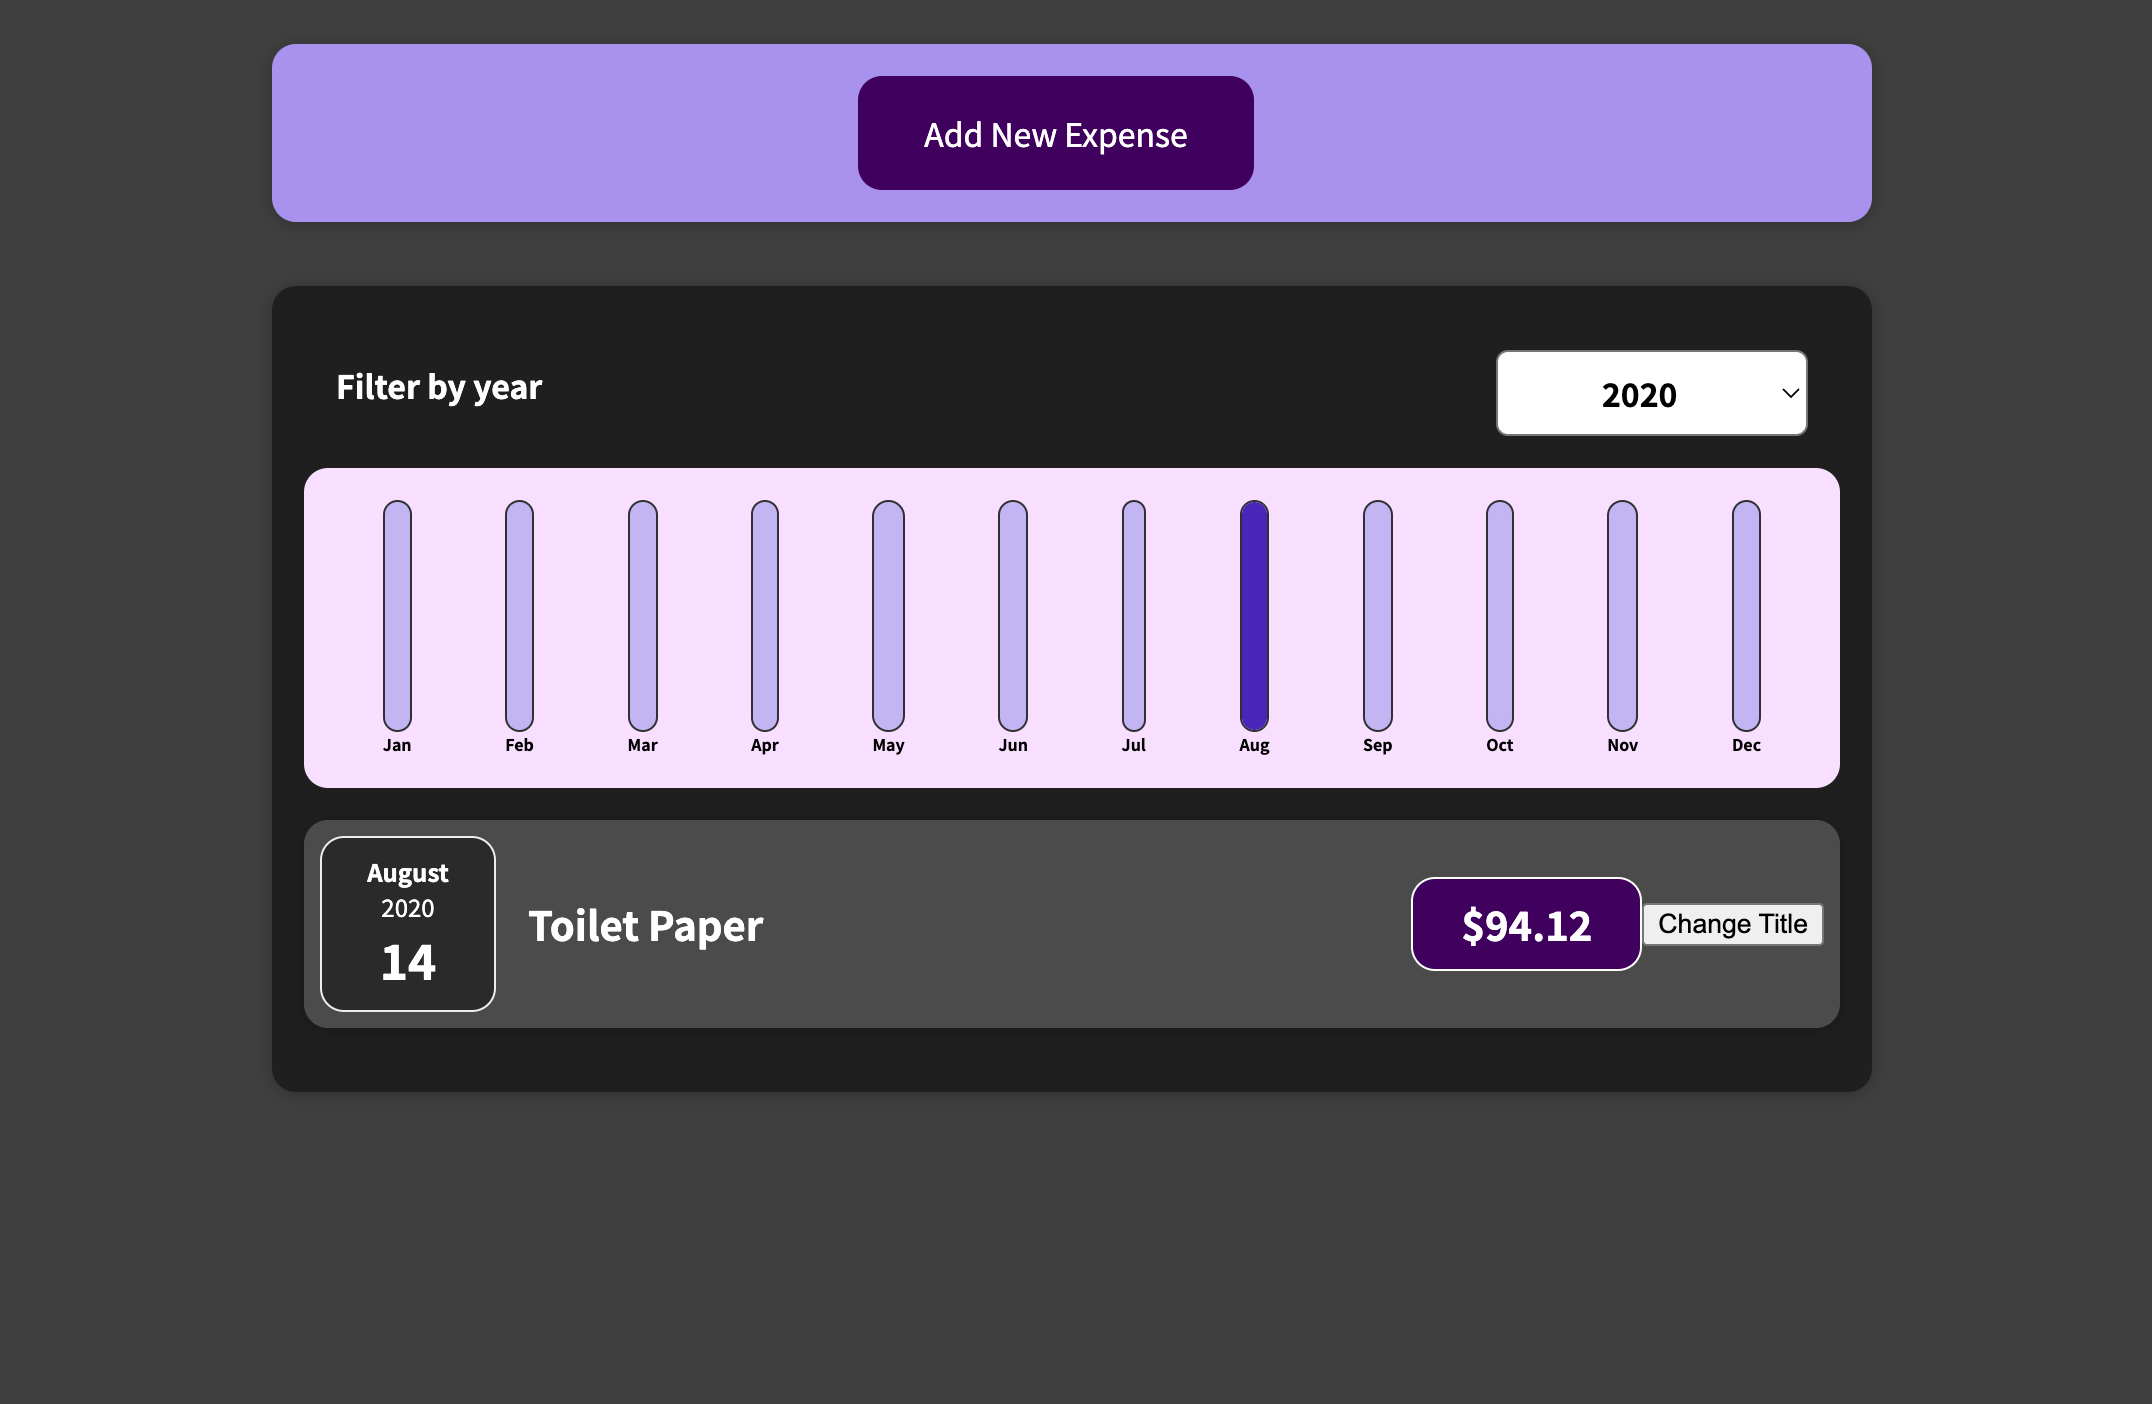 Add New Expense
Filter by year
2020
Jan Feb Mar Apr May Jun Jul Aug Sep Oct Nov Dec
August
2020
14
Toilet Paper
$94.12
Change Title